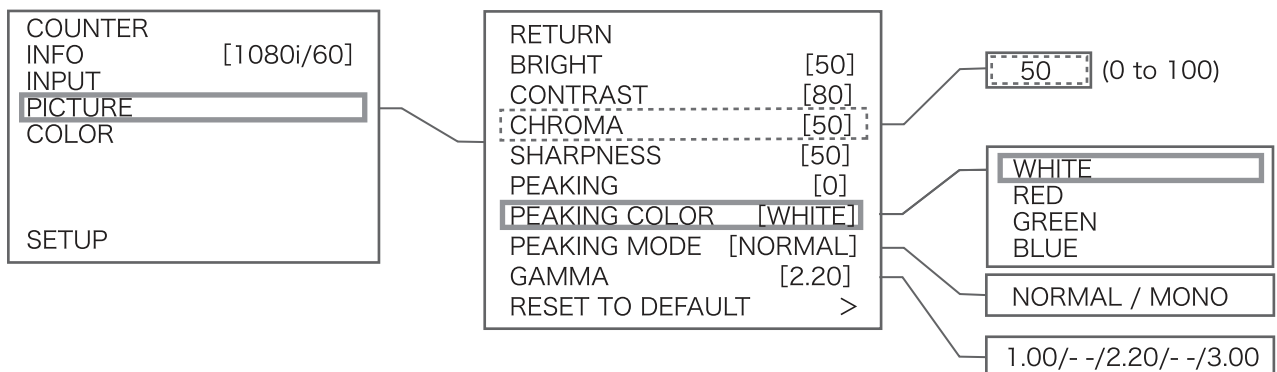 COUNTER
INFO [1080i/60]
INPUT
PICTURE
COLOR
SETUP
RETURN
BRIGHT [50]
CONTRAST [80]
CHROMA [50]
SHARPNESS [50]
PEAKING [0]
PEAKING COLOR [WHITE]
PEAKING MODE [NORMAL]
GAMMA [2.20]
RESET TO DEFAULT >
50 (0 to 100)
WHITE
RED
GREEN
BLUE
NORMAL / MONO
1.00/- -/2.20/- -/3.00